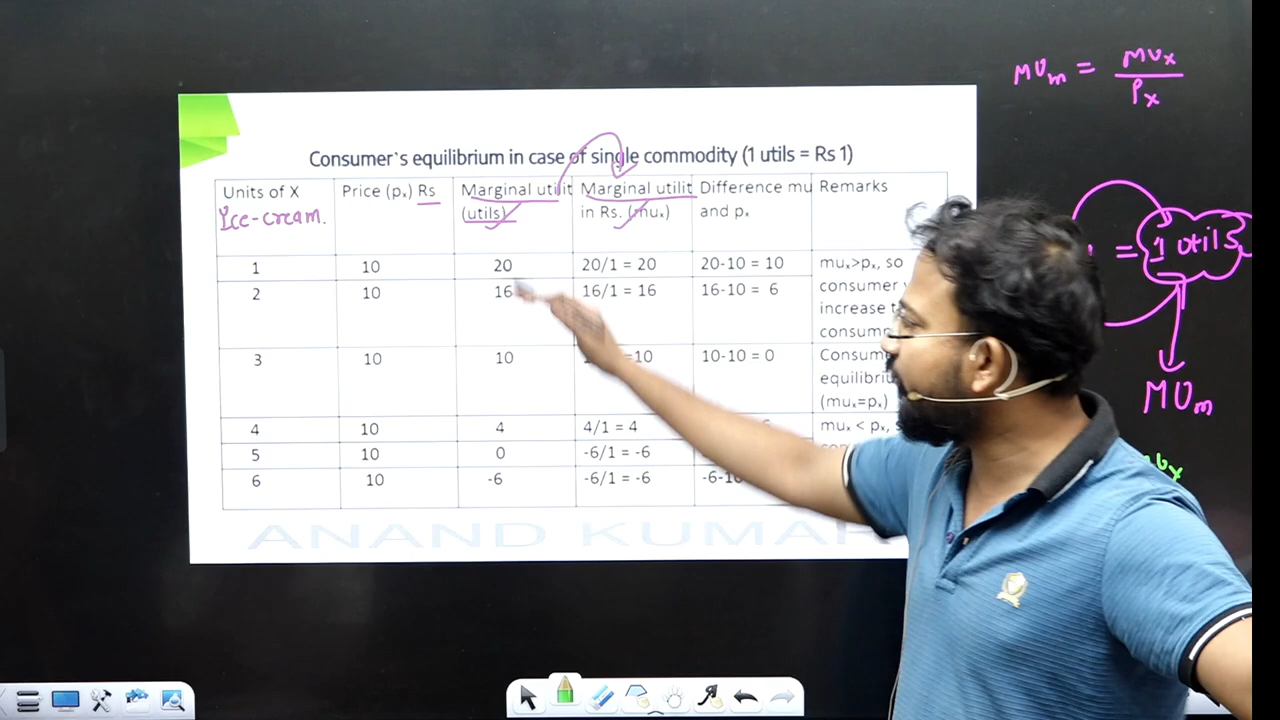 MUm = MUx / Px
Consumer`s equilibrium in case of single commodity (1 utils = Rs 1)
Units of X Price (pₓ) Rs Marginal utilit Marginal utilit Difference mu Remarks
Ice-cream. (utils) in Rs. (muₓ) and pₓ
= 1 utils
1 10 20 20/1 = 20 20-10 = 10 muₓ>pₓ, so
2 10 16 16/1 = 16 16-10 = 6 consumer
increase
3 10 10 =10 10-10 = 0
(muₓ=pₓ)
MUm
4 10 4 4/1 = 4 muₓ < pₓ,
5 10 0 -6/1 = -6
6 10 -6 -6/1 = -6
ANAND KUMAR